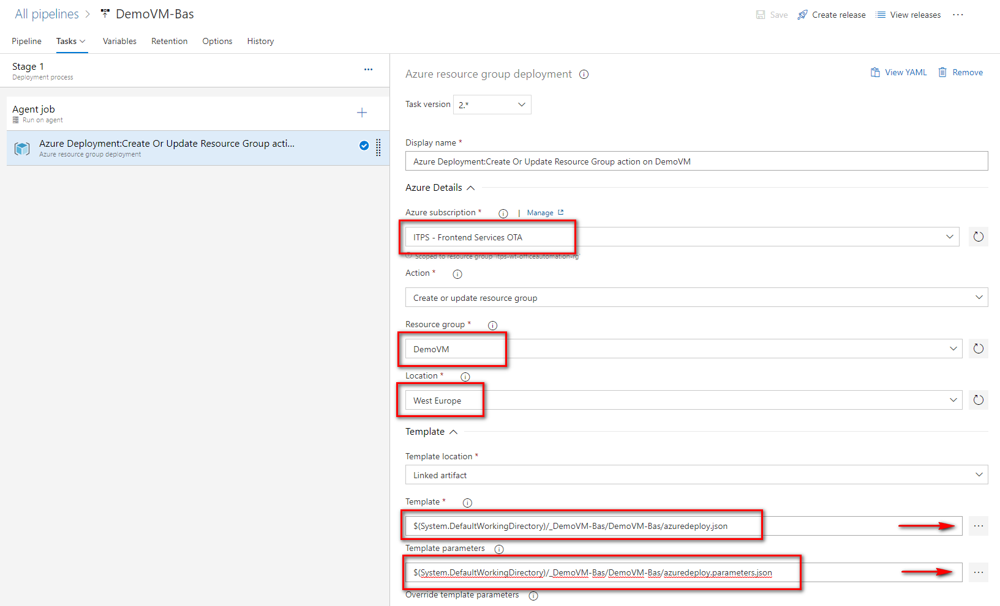 All pipelines > DemoVM-Bas
Save Create release View releases ...
Pipeline Tasks Variables Retention Options History
Stage 1
Deployment process
...
Agent job
Run on agent
Azure Deployment:Create Or Update Resource Group acti...
Azure resource group deployment
Azure resource group deployment
View YAML Remove
Task version 2.*
Display name *
Azure Deployment:Create Or Update Resource Group action on DemoVM
Azure Details
Azure subscription * | Manage
ITPS - Frontend Services OTA
Scoped to resource group 'itps-wt-officeautomation-rg'
Action *
Create or update resource group
Resource group *
DemoVM
Location *
West Europe
Template
Template location *
Linked artifact
Template *
$(System.DefaultWorkingDirectory)/_DemoVM-Bas/DemoVM-Bas/azuredeploy.json
...
Template parameters
$(System.DefaultWorkingDirectory)/_DemoVM-Bas/DemoVM-Bas/azuredeploy.parameters.json
...
Override template parameters